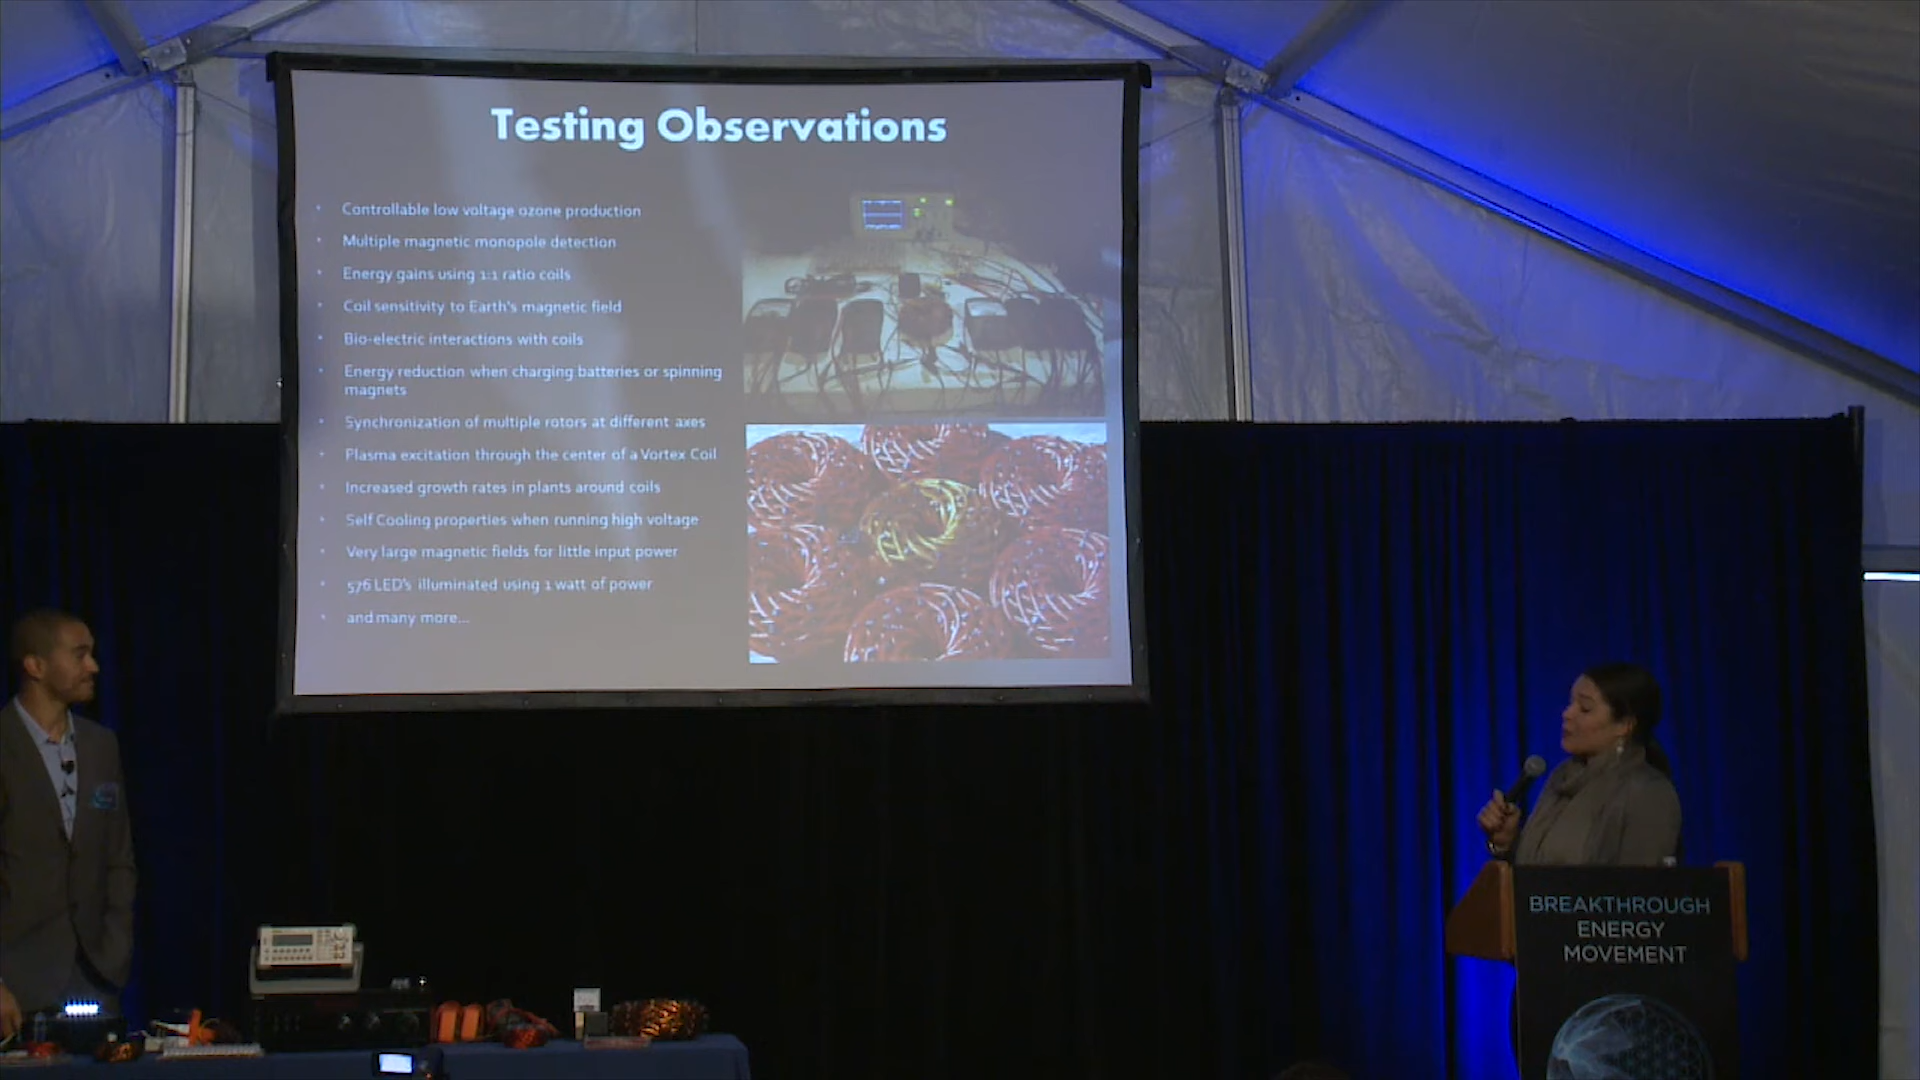 Testing Observations
Controllable low voltage ozone production
Multiple magnetic monopole detection
Energy gains using 1:1 ratio coils
Coil sensitivity to Earth's magnetic field
Bio-electric interactions with coils
Energy reduction when charging batteries or spinning
magnets
Synchronization of multiple rotors at different axes
Plasma excitation through the center of a Vortex Coil
Increased growth rates in plants around coils
Self Cooling properties when running high voltage
Very large magnetic fields for little input power
576 LED's illuminated using 1 watt of power
and many more...
BREAKTHROUGH
ENERGY
MOVEMENT